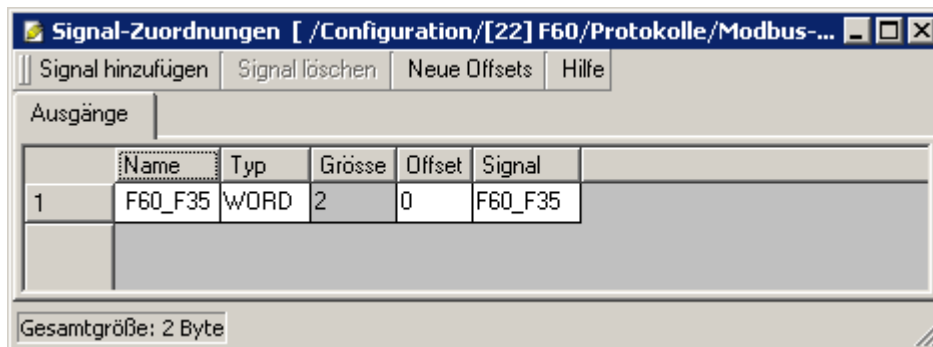 Signal-Zuordnungen [ /Configuration/[22] F60/Protokolle/Modbus-...
Signal hinzufügen Signal löschen Neue Offsets Hilfe
Ausgänge
Name Typ Grösse Offset Signal
1 F60_F35 WORD 2 0 F60_F35
Gesamtgröße: 2 Byte